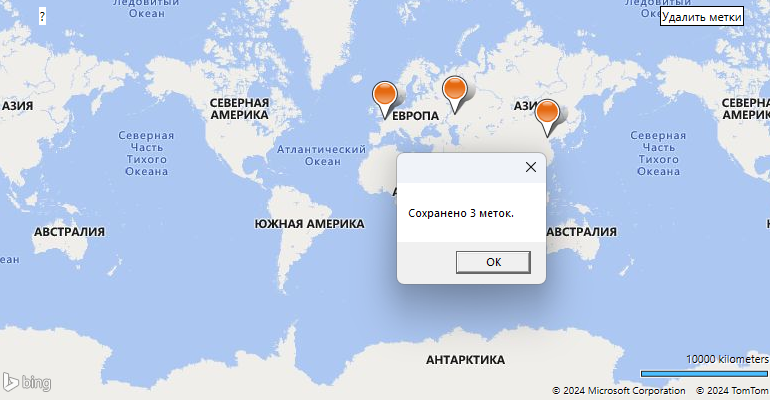 Ледовитый
Океан
Ледовитый
Океан
?
Удалить метки
АЗИЯ
СЕВЕРНАЯ
АМЕРИКА
ЕВРОПА
АЗИ
СЕВЕРНАЯ
АМЕРИКА
Северная
Часть
Тихого
Океана
Атлантический
Океан
Северная
Часть
Тихого
Океана
Сохранено 3 меток.
OK
АВСТРАЛИЯ
ЮЖНАЯ АМЕРИКА
АВСТРАЛИЯ
еан
АНТАРКТИКА
10000 kilometers
bing
© 2024 Microsoft Corporation © 2024 TomTom